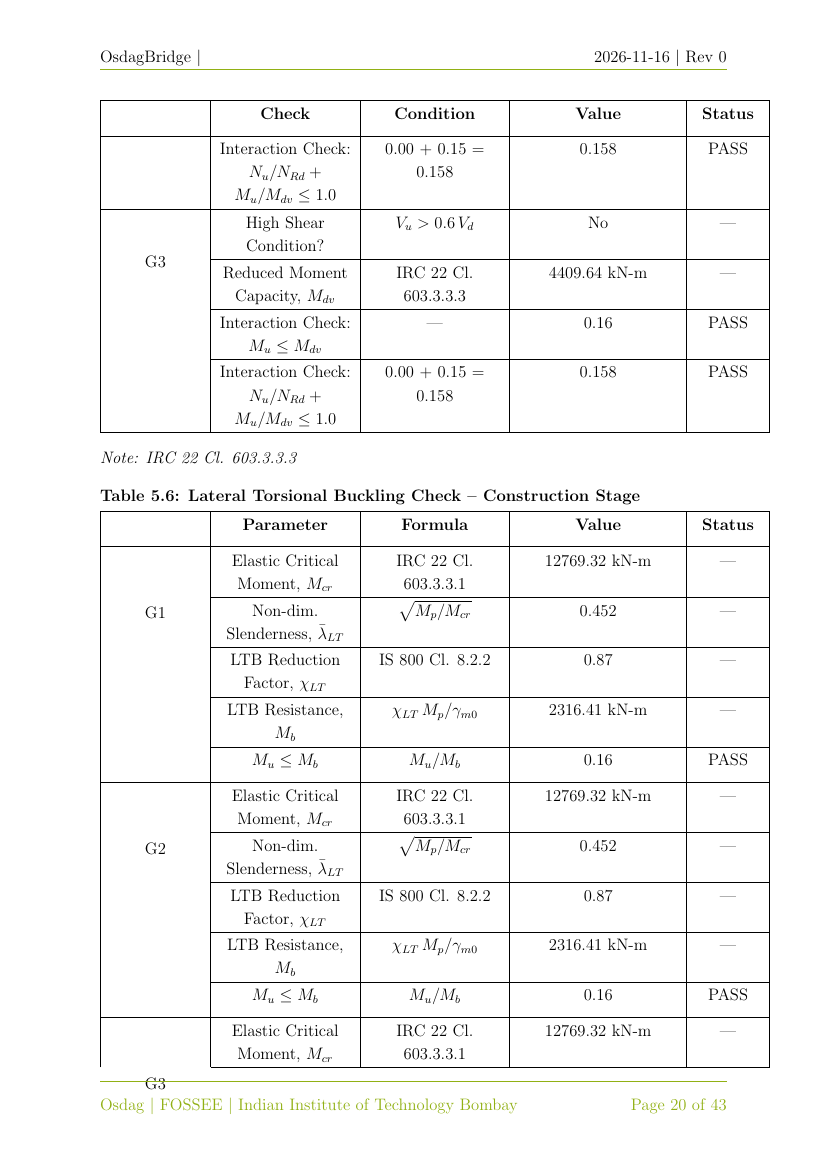 OsdagBridge | 2026-11-16 | Rev 0
Check Condition Value Status
Interaction Check: 0.00 + 0.15 = 0.158 PASS
N_u/N_Rd + 0.158
M_u/M_dv ≤ 1.0
G3
High Shear V_u > 0.6 V_d No —
Condition?
Reduced Moment IRC 22 Cl. 4409.64 kN-m —
Capacity, M_dv 603.3.3.3
Interaction Check: — 0.16 PASS
M_u ≤ M_dv
Interaction Check: 0.00 + 0.15 = 0.158 PASS
N_u/N_Rd + 0.158
M_u/M_dv ≤ 1.0
Note: IRC 22 Cl. 603.3.3.3
Table 5.6: Lateral Torsional Buckling Check – Construction Stage
Parameter Formula Value Status
G1
Elastic Critical IRC 22 Cl. 12769.32 kN-m —
Moment, M_cr 603.3.3.1
Non-dim. √(M_p/M_cr) 0.452 —
Slenderness, λ̄_LT
LTB Reduction IS 800 Cl. 8.2.2 0.87 —
Factor, χ_LT
LTB Resistance, χ_LT M_p/γ_m0 2316.41 kN-m —
M_b
M_u ≤ M_b M_u/M_b 0.16 PASS
G2
Elastic Critical IRC 22 Cl. 12769.32 kN-m —
Moment, M_cr 603.3.3.1
Non-dim. √(M_p/M_cr) 0.452 —
Slenderness, λ̄_LT
LTB Reduction IS 800 Cl. 8.2.2 0.87 —
Factor, χ_LT
LTB Resistance, χ_LT M_p/γ_m0 2316.41 kN-m —
M_b
M_u ≤ M_b M_u/M_b 0.16 PASS
Elastic Critical IRC 22 Cl. 12769.32 kN-m —
Moment, M_cr 603.3.3.1
G3
Osdag | FOSSEE | Indian Institute of Technology Bombay Page 20 of 43